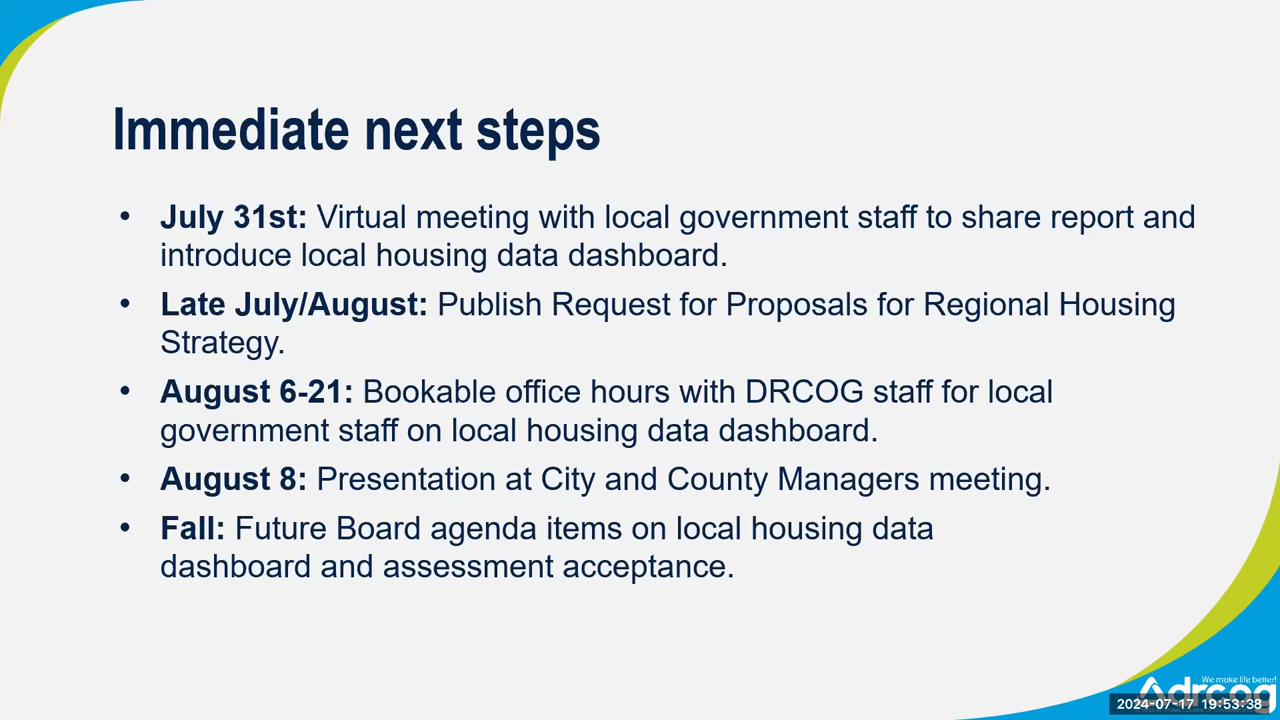 Immediate next steps
• July 31st: Virtual meeting with local government staff to share report and
introduce local housing data dashboard.
• Late July/August: Publish Request for Proposals for Regional Housing
Strategy.
• August 6-21: Bookable office hours with DRCOG staff for local
government staff on local housing data dashboard.
• August 8: Presentation at City and County Managers meeting.
• Fall: Future Board agenda items on local housing data
dashboard and assessment acceptance.
We make life better!
drcog
2024-07-17 19:53:38